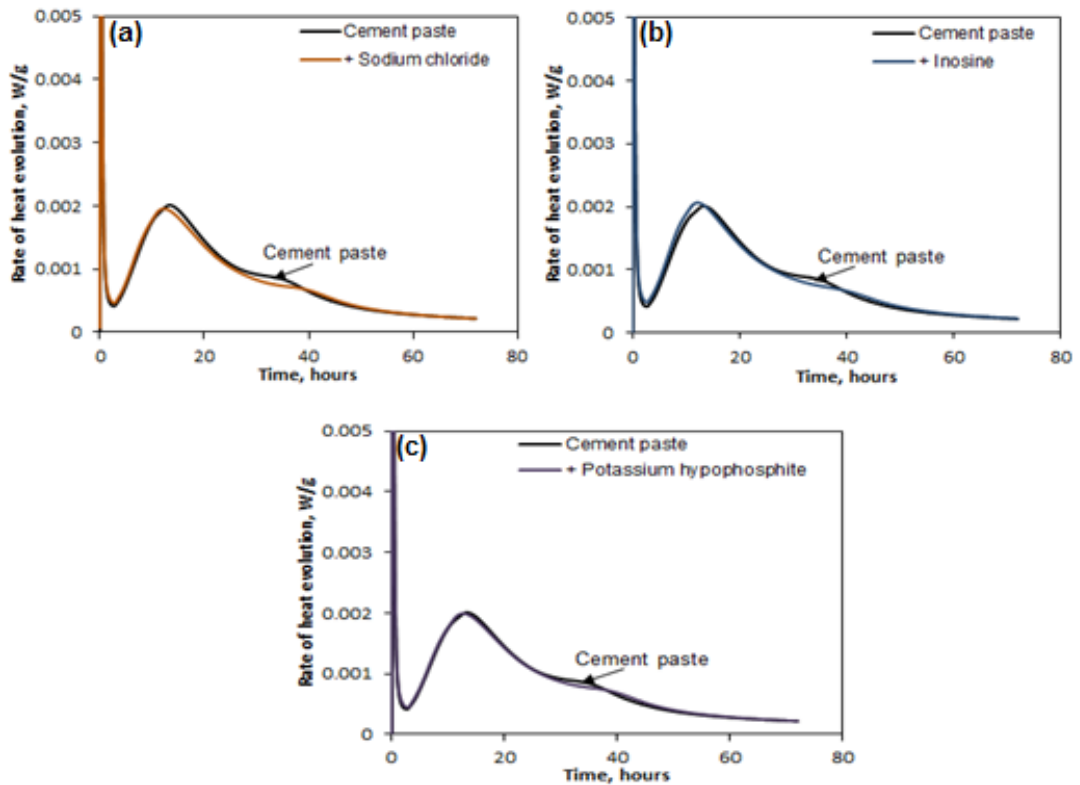 (a)
Cement paste
+ Sodium chloride
Rate of heat evolution, W/g
0.005
0.004
0.003
0.002
0.001
0
Cement paste
0 20 40 60 80
Time, hours
(b)
Cement paste
+ Inosine
Rate of heat evolution, W/g
0.005
0.004
0.003
0.002
0.001
0
Cement paste
0 20 40 60 80
Time, hours
(c)
Cement paste
+ Potassium hypophosphite
Rate of heat evolution, W/g
0.005
0.004
0.003
0.002
0.001
0
Cement paste
0 20 40 60 80
Time, hours